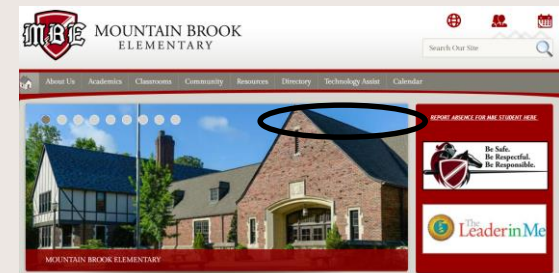 MBE
MOUNTAIN BROOK
ELEMENTARY
Search Our Site
About Us Academics Classrooms Community Resources Directory Technology Assist Calendar
REPORT ABSENCE FOR MBE STUDENT HERE
Be Safe.
Be Respectful.
Be Responsible.
The
Leader in Me
MOUNTAIN BROOK ELEMENTARY